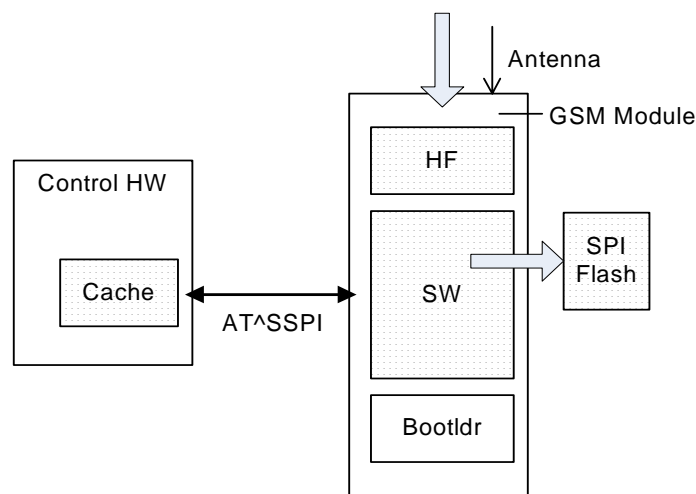 Antenna
GSM Module
HF
Control HW
SPI
Flash
Cache
SW
AT^SSPI
Bootldr